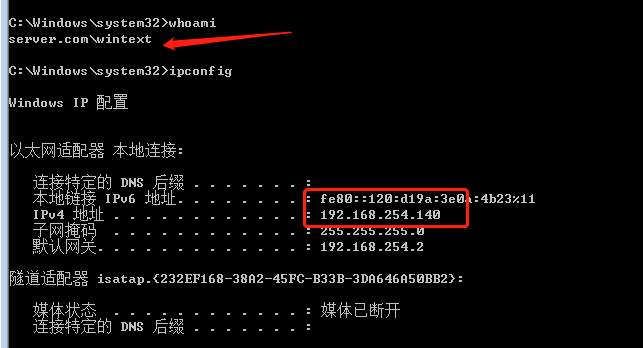 C:\Windows\system32>whoami
server.com\wintext
C:\Windows\system32>ipconfig
Windows IP 配置
以太网适配器 本地连接:
连接特定的 DNS 后缀 . . . . . . . :
本地链接 IPv6 地址. . . . . . . . : fe80::120:d19a:3e0a:4b23%11
IPv4 地址 . . . . . . . . . . . . : 192.168.254.140
子网掩码 . . . . . . . . . . . . : 255.255.255.0
默认网关. . . . . . . . . . . . . : 192.168.254.2
隧道适配器 isatap.{232EF168-38A2-45FC-B33B-3DA646A50BB2}:
媒体状态 . . . . . . . . . . . . : 媒体已断开
连接特定的 DNS 后缀 . . . . . . . :